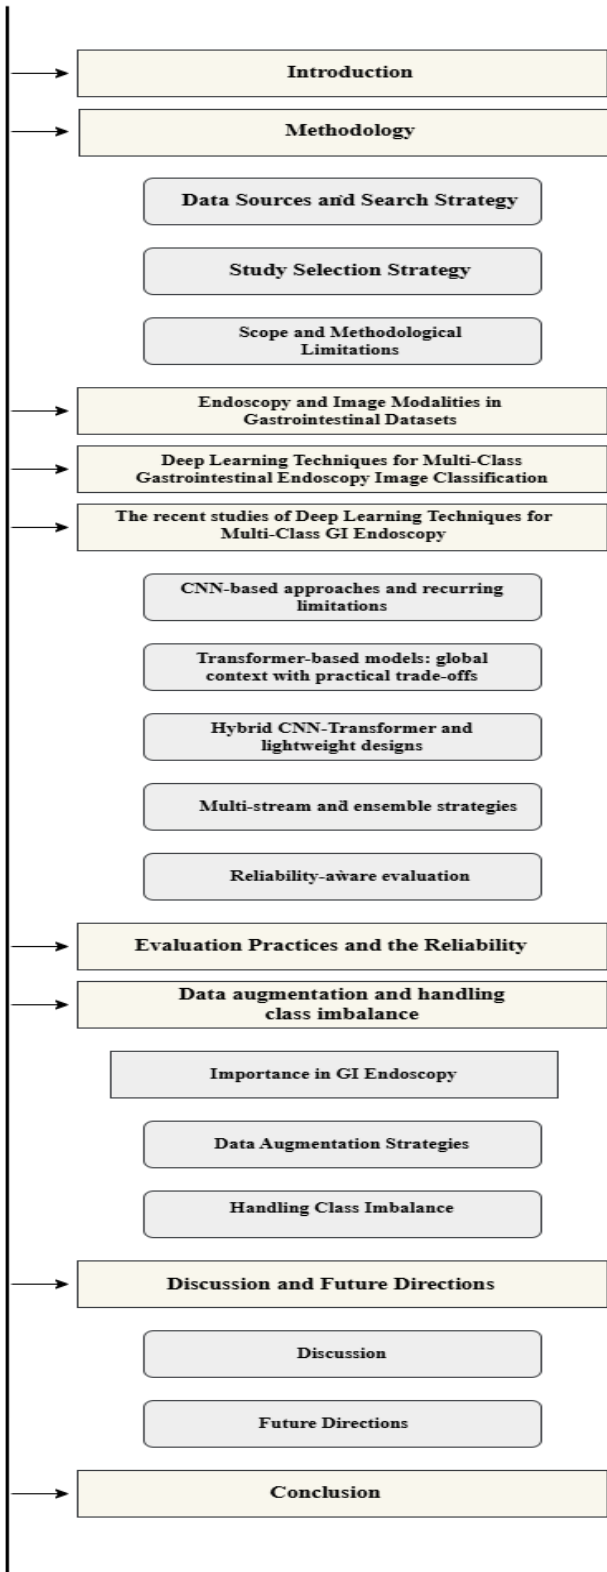 Introduction
Methodology
Data Sources and Search Strategy
Study Selection Strategy
Scope and Methodological
Limitations
Endoscopy and Image Modalities in
Gastrointestinal Datasets
Deep Learning Techniques for Multi-Class
Gastrointestinal Endoscopy Image Classification
The recent studies of Deep Learning Techniques for
Multi-Class GI Endoscopy
CNN-based approaches and recurring
limitations
Transformer-based models: global
context with practical trade-offs
Hybrid CNN-Transformer and
lightweight designs
Multi-stream and ensemble strategies
Reliability-aware evaluation
Evaluation Practices and the Reliability
Data augmentation and handling
class imbalance
Importance in GI Endoscopy
Data Augmentation Strategies
Handling Class Imbalance
Discussion and Future Directions
Discussion
Future Directions
Conclusion